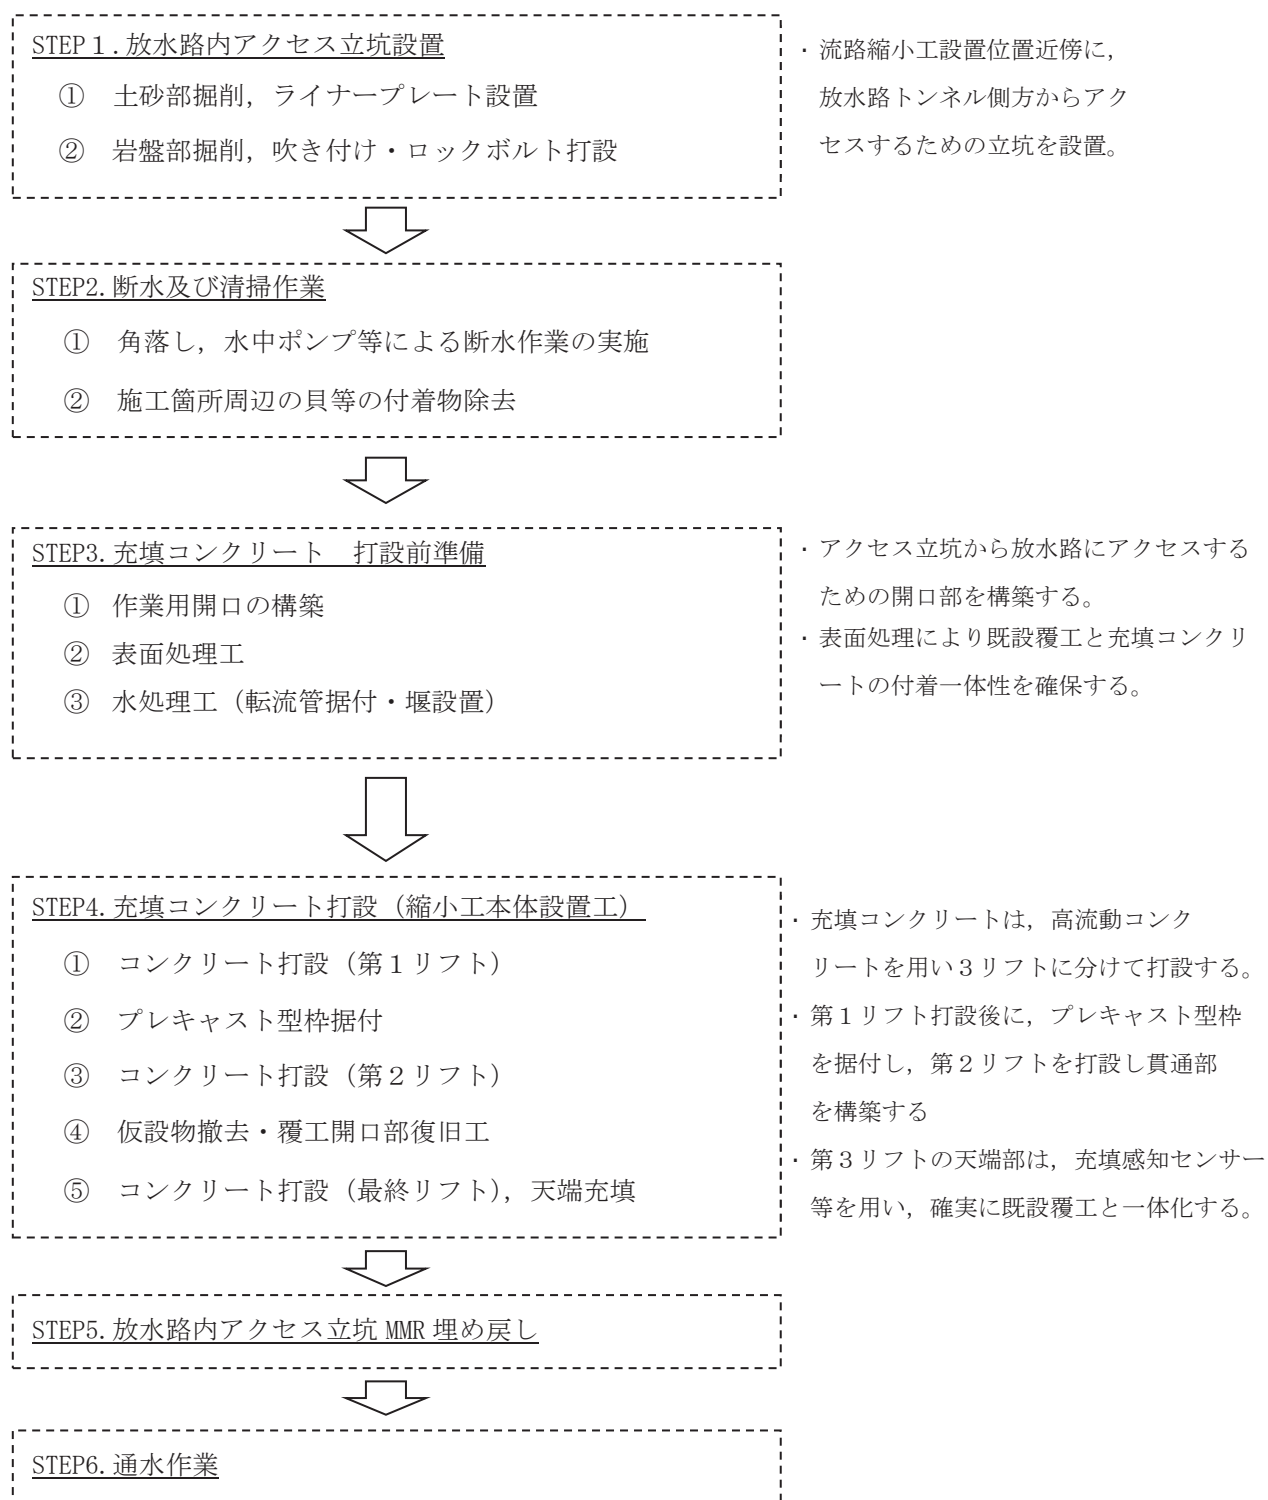 STEP１.放水路内アクセス立坑設置
① 土砂部掘削，ライナープレート設置
② 岩盤部掘削，吹き付け・ロックボルト打設
・流路縮小工設置位置近傍に，
放水路トンネル側方からアク
セスするための立坑を設置。
STEP2.断水及び清掃作業
① 角落し，水中ポンプ等による断水作業の実施
② 施工箇所周辺の貝等の付着物除去
STEP3.充填コンクリート　打設前準備
① 作業用開口の構築
② 表面処理工
③ 水処理工（転流管据付・堰設置）
・アクセス立坑から放水路にアクセスする
ための開口部を構築する。
・表面処理により既設覆工と充填コンクリ
ートの付着一体性を確保する。
STEP4.充填コンクリート打設（縮小工本体設置工）
① コンクリート打設（第１リフト）
② プレキャスト型枠据付
③ コンクリート打設（第２リフト）
④ 仮設物撤去・覆工開口部復旧工
⑤ コンクリート打設（最終リフト），天端充填
・充填コンクリートは，高流動コンク
リートを用い３リフトに分けて打設する。
・第１リフト打設後に，プレキャスト型枠
を据付し，第２リフトを打設し貫通部
を構築する
・第３リフトの天端部は，充填感知センサー
等を用い，確実に既設覆工と一体化する。
STEP5.放水路内アクセス立坑 MMR 埋め戻し
STEP6.通水作業